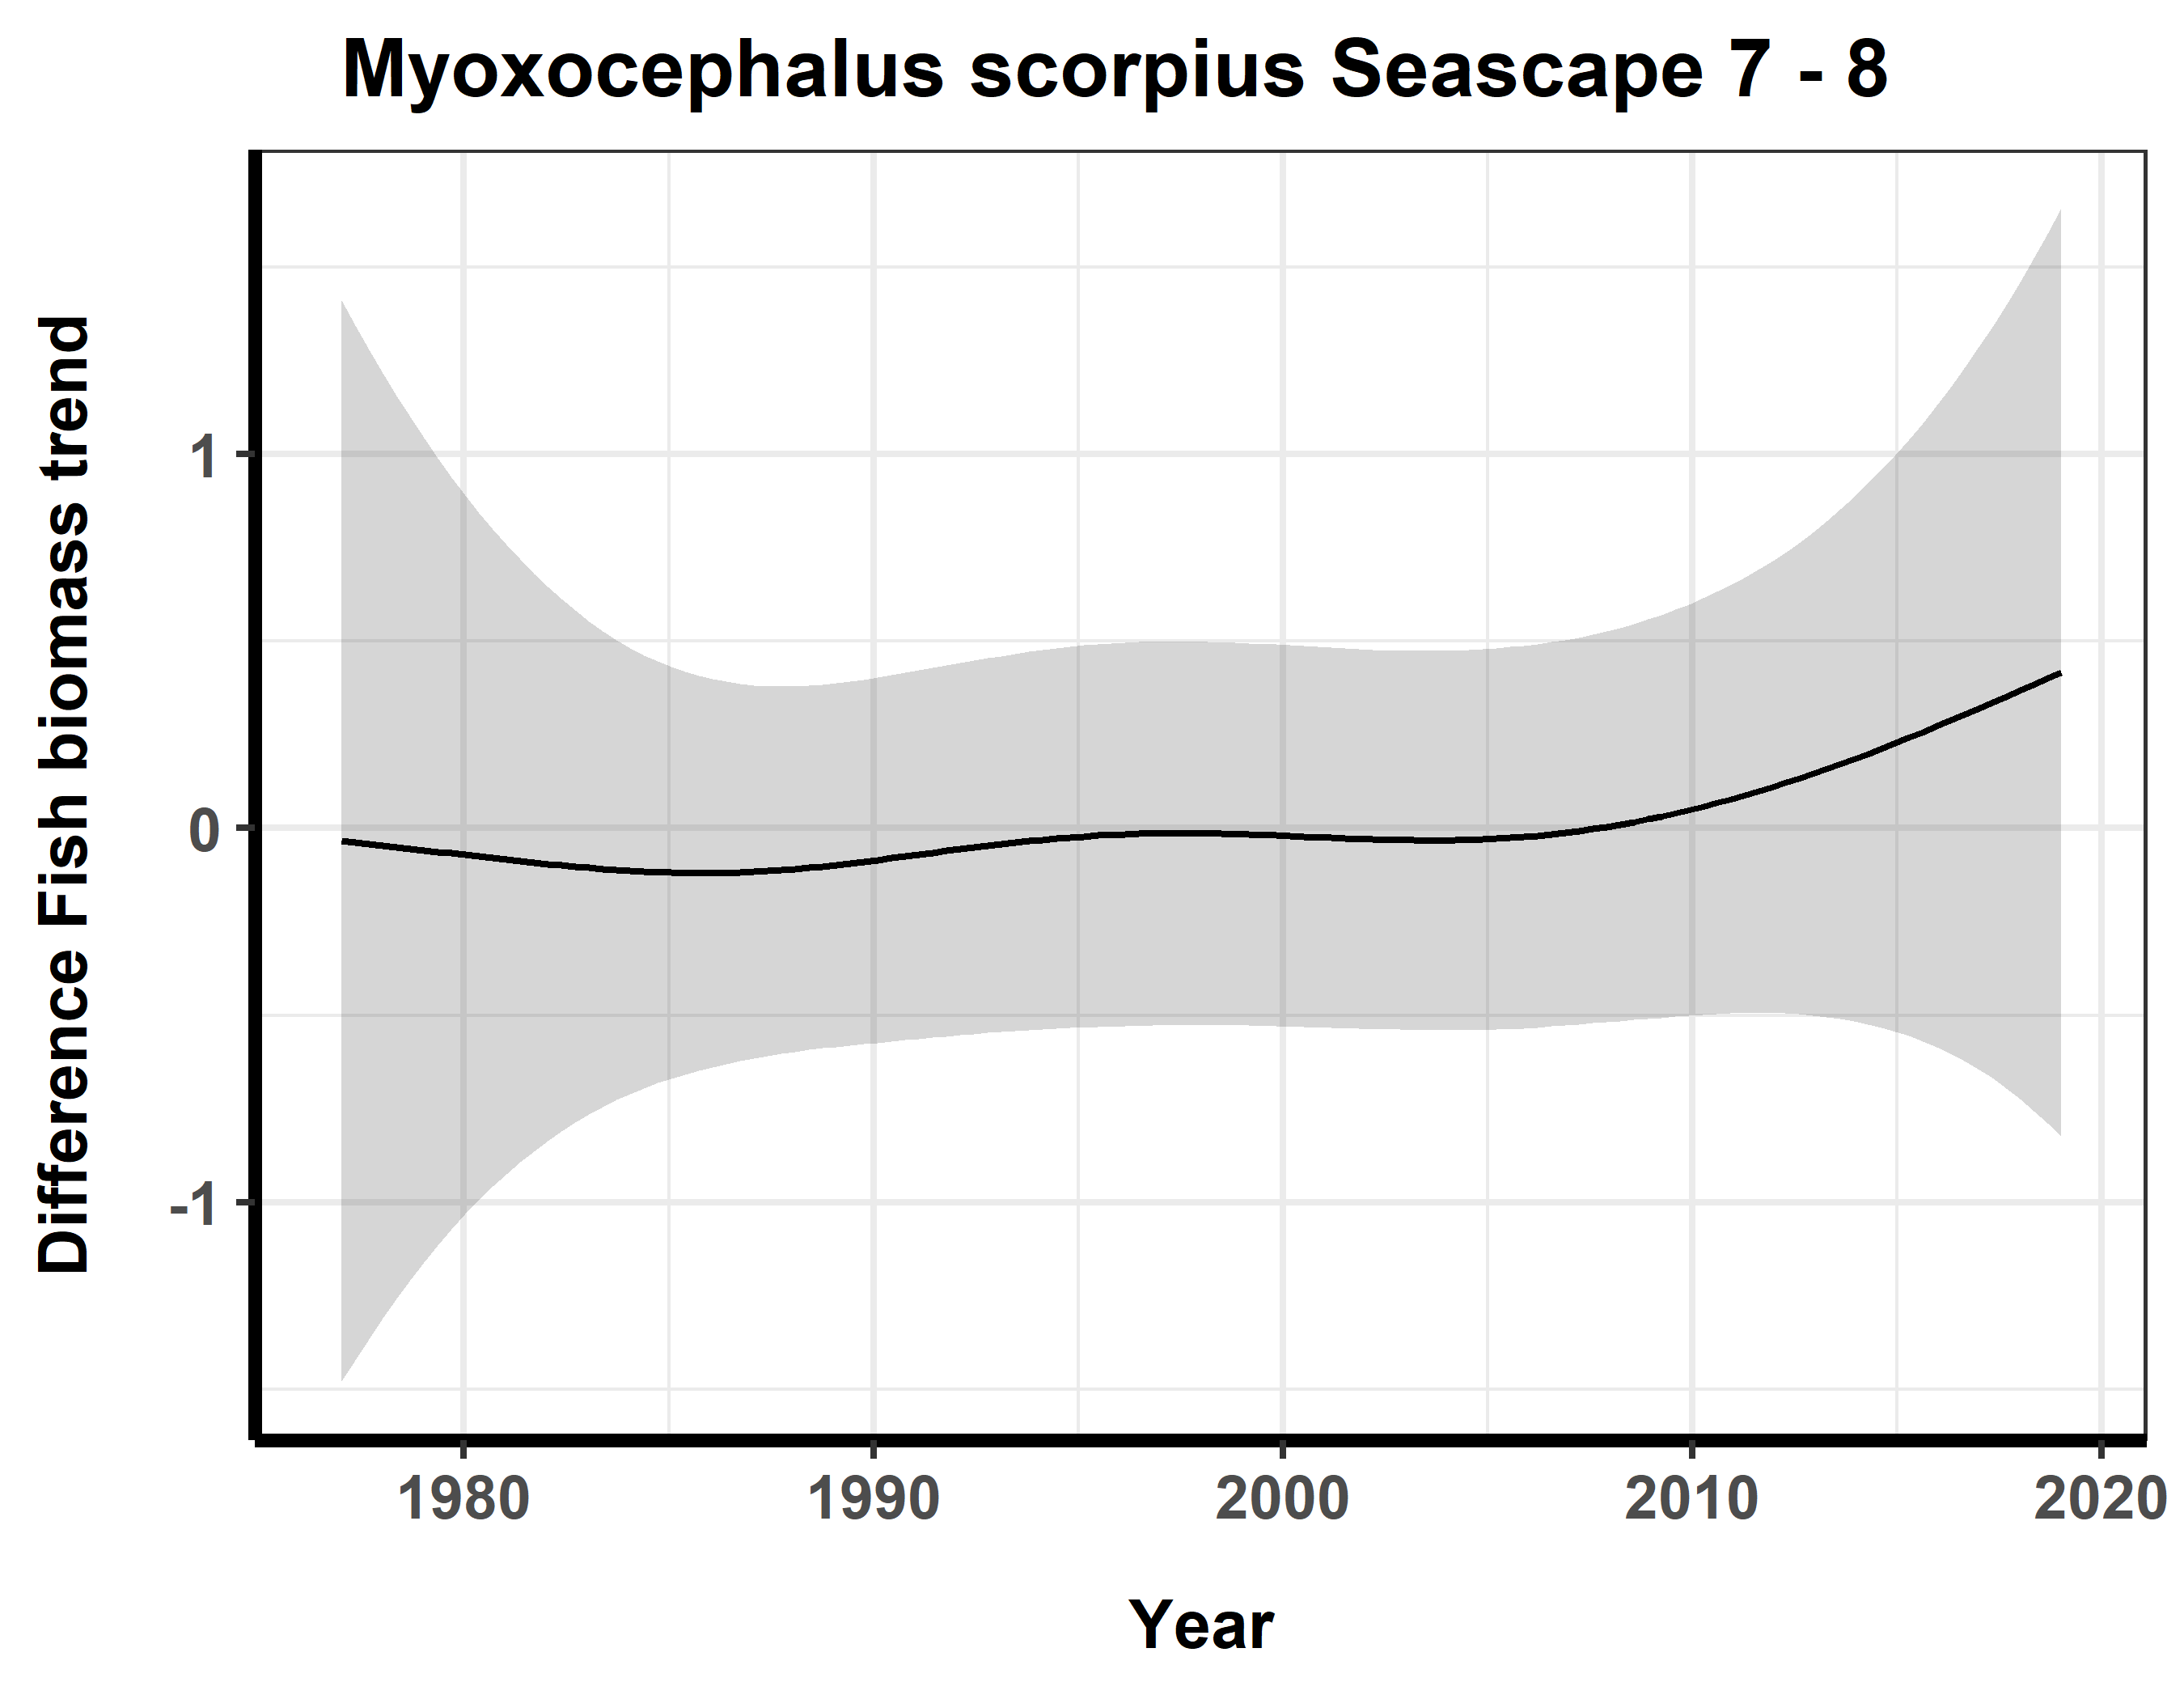 Myoxocephalus scorpius Seascape 7 - 8
Difference Fish biomass trend
1
0
-1
1980
1990
2000
2010
2020
Year